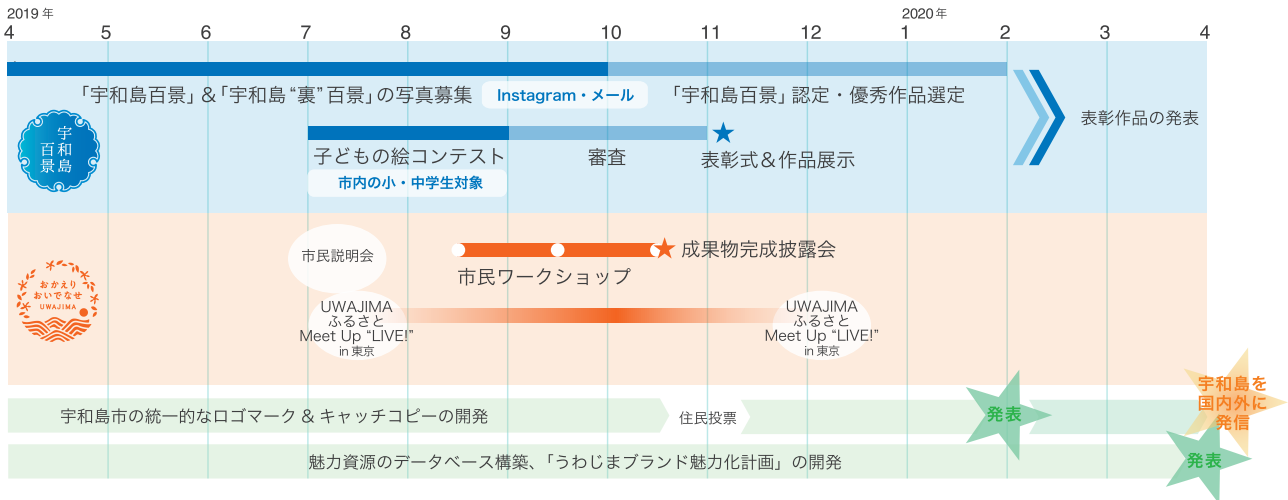 2019 年
2020 年
4 5 6 7 8 9 10 11 12 1 2 3 4
「宇和島百景」&「宇和島“裏”百景」の写真募集
Instagram・メール
「宇和島百景」認定・優秀作品選定
表彰作品の発表
宇和島
百景
子どもの絵コンテスト
審査
表彰式&作品展示
市内の小・中学生対象
市民説明会
成果物完成披露会
市民ワークショップ
おかえり
おいでなせ
UWAJIMA
UWAJIMA
ふるさと
Meet Up “LIVE!”
in 東京
UWAJIMA
ふるさと
Meet Up “LIVE!”
in 東京
宇和島市の統一的なロゴマーク & キャッチコピーの開発
住民投票
発表
宇和島を
国内外に
発信
魅力資源のデータベース構築、「うわじまブランド魅力化計画」の開発
発表